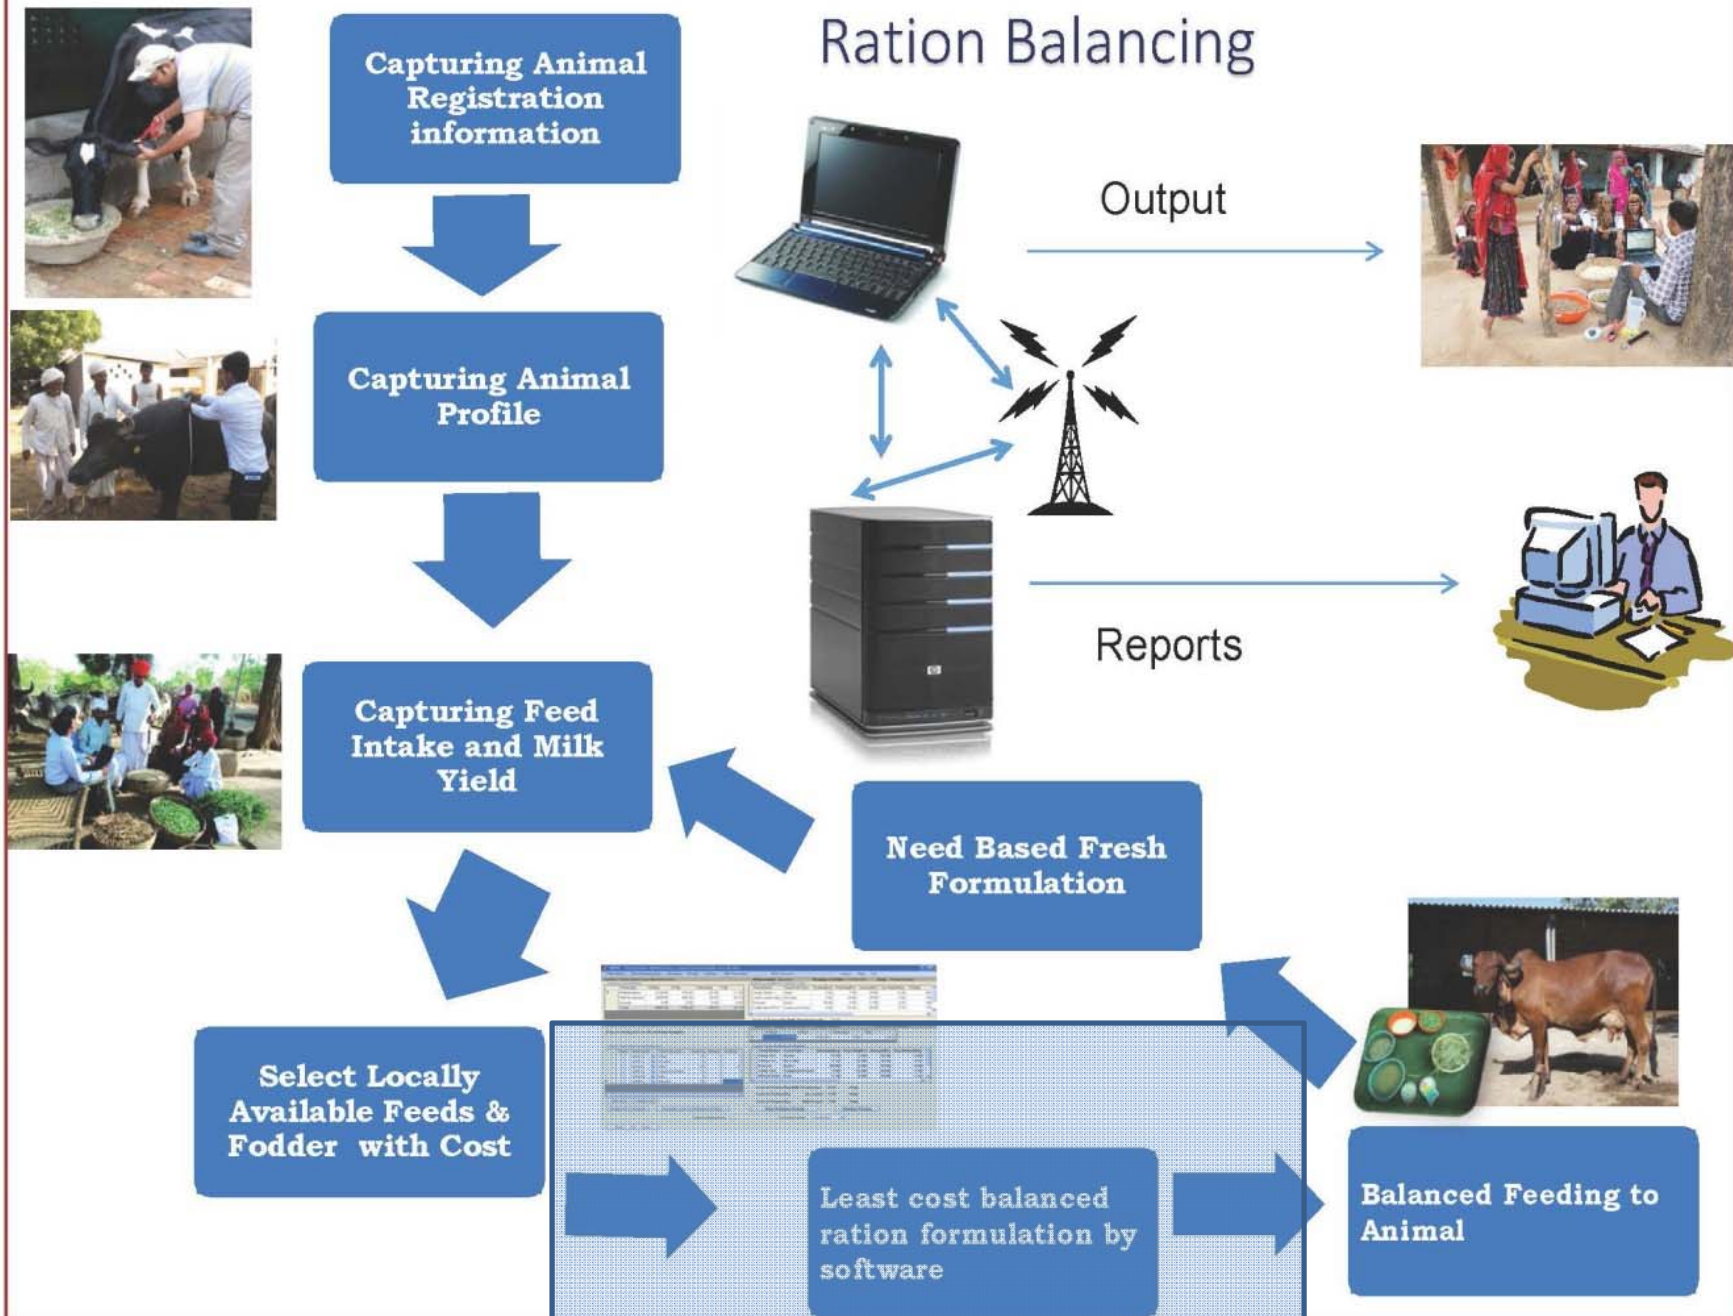 Ration Balancing
Capturing Animal
Registration
information
Output
Capturing Animal
Profile
Reports
Capturing Feed
Intake and Milk
Yield
Need Based Fresh
Formulation
Select Locally
Available Feeds &
Fodder with Cost
Least cost balanced
ration formulation by
software
Balanced Feeding to
Animal